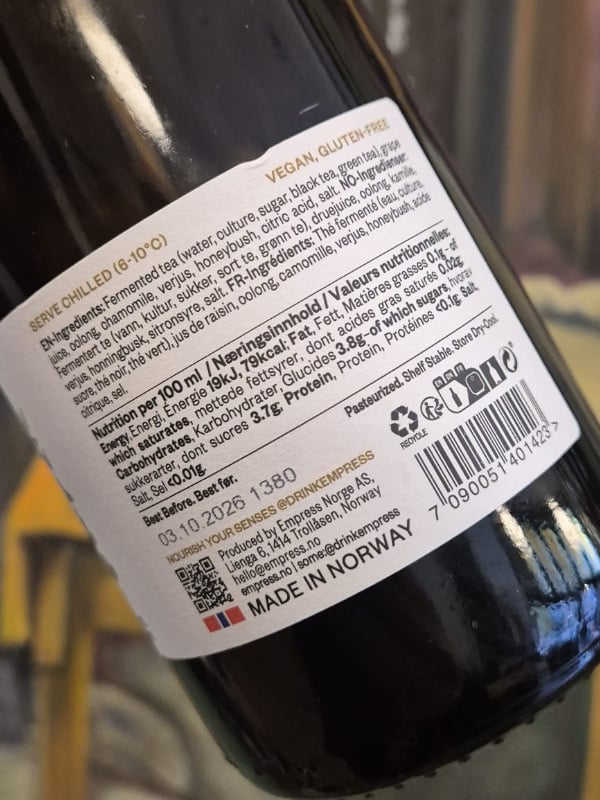 VEGAN, GLUTEN-FREE
SERVE CHILLED (6-10°C)
EN-Ingredients: Fermented tea (water, culture, sugar, black tea, green tea), grape
juice, oolong, chamomile, verjus, honeybush, citric acid, salt. NO-Ingredienser:
Fermentert te (vann, kultur, sukker, sort te, grønn te), druejuice, oolong, kamille,
verjus, honningbusk, sitronsyre, salt. FR-Ingrédients: Thé fermenté (eau, culture,
sucre, thé noir, thé vert), jus de raisin, oolong, camomille, verjus, honeybush, acide
citrique, sel.
Nutrition per 100 ml / Næringsinnhold / Valeurs nutritionnelles:
Energy, Energi, Énergie 19kJ, 79kcal: Fat, Fett, Matières grasses 0.1g - of
which saturates, mettede fettsyrer, dont acides gras saturés 0.02g;
Carbohydrates, Karbohydrater, Glucides 3.8g - of which sugars, hvorav
sukkerarter, dont sucres 3.7g; Protein, Protein, Protéines <0.1g; Salt,
Salt, Sel <0.01g.
Pasteurized. Shelf Stable. Store Dry-Cool.
Best Before. Best før.
03.10.2026 1380
RECYCLE
NOURISH YOUR SENSES @DRINKEMPRESS
Produced by Empress Norge AS,
Lienga 6, 1414 Trollåsen, Norway
hello@empress.no
empress.no | some:@drinkempress
MADE IN NORWAY
7 090051 401423 >